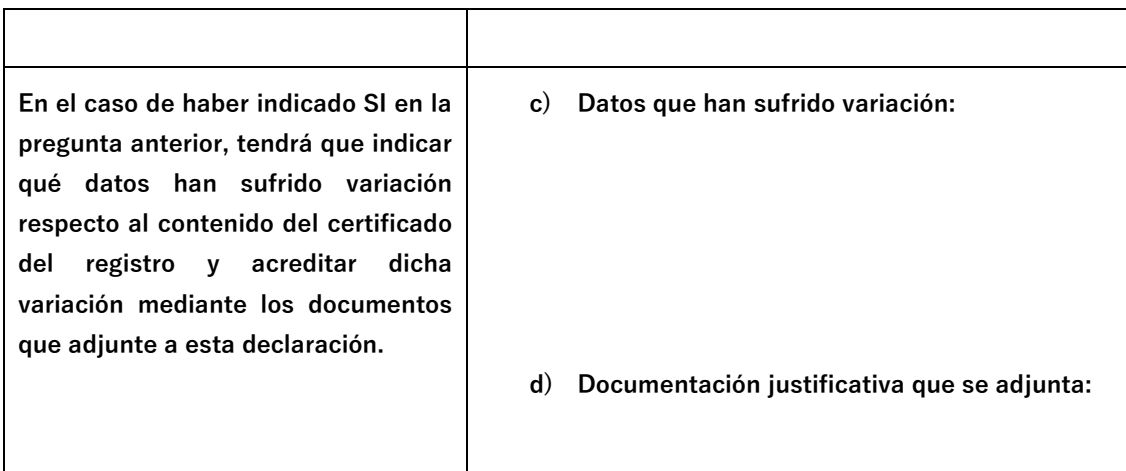 En el caso de haber indicado SI en la
pregunta anterior, tendrá que indicar
qué datos han sufrido variación
respecto al contenido del certificado
del registro y acreditar dicha
variación mediante los documentos
que adjunte a esta declaración.
c) Datos que han sufrido variación:
d) Documentación justificativa que se adjunta: